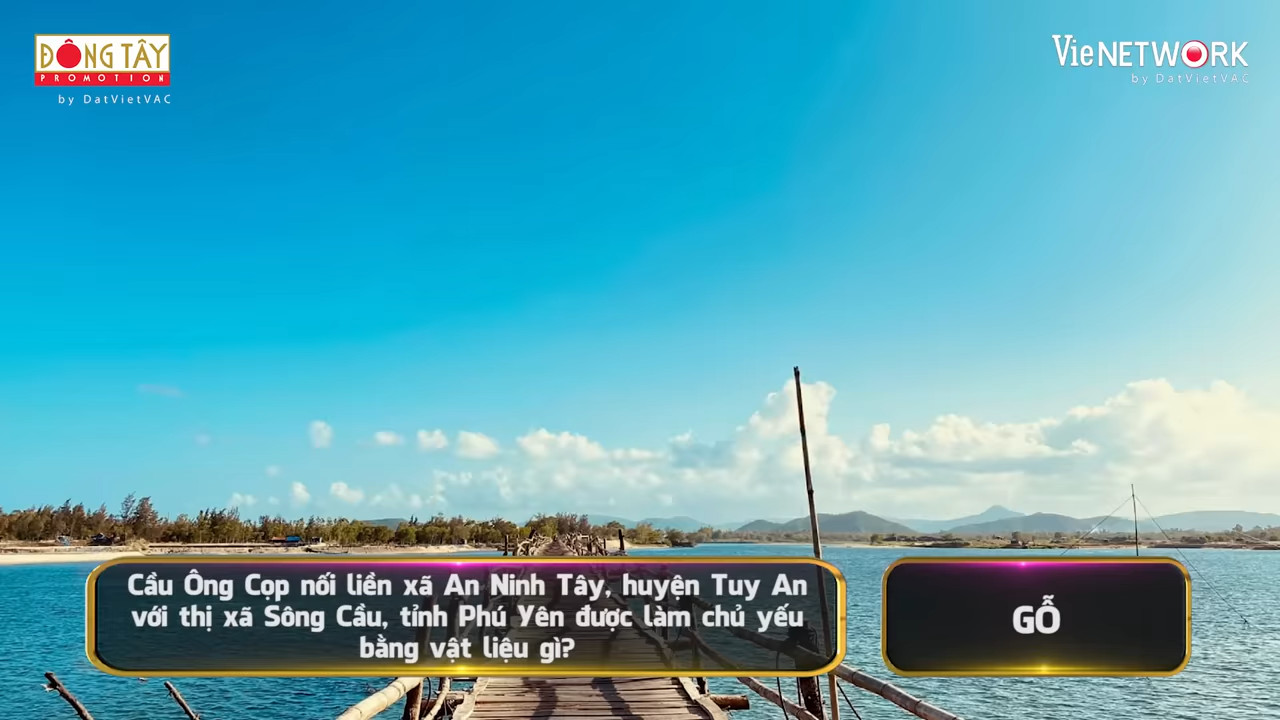 ĐÔNG TÂY
PROMOTION
by DatVietVAC
VieNETWORK
by DatVietVAC
Cầu Ông Cọp nối liền xã An Ninh Tây, huyện Tuy An
với thị xã Sông Cầu, tỉnh Phú Yên được làm chủ yếu
bằng vật liệu gì?
GỖ